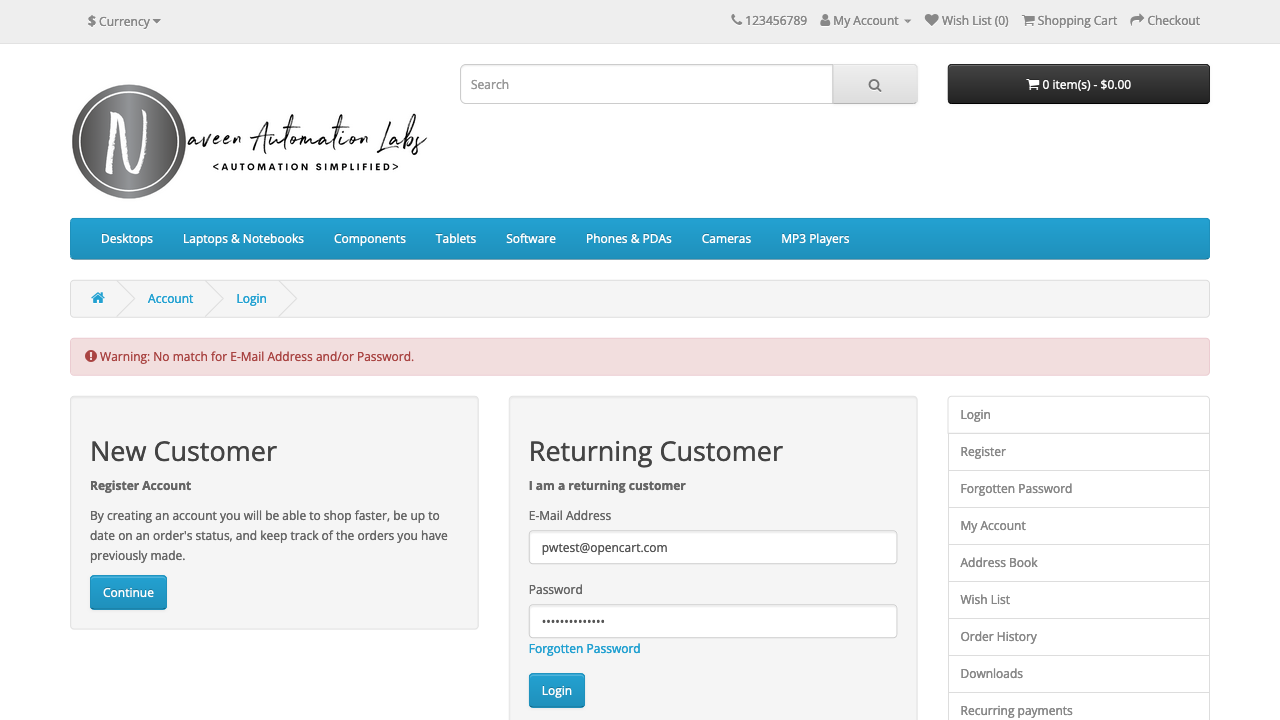 $ Currency
123456789 My Account Wish List (0) Shopping Cart Checkout
Search
0 item(s) - $0.00
N
aveen Automation Labs
<AUTOMATION SIMPLIFIED>
Desktops Laptops & Notebooks Components Tablets Software Phones & PDAs Cameras MP3 Players
Account Login
Warning: No match for E-Mail Address and/or Password.
New Customer
Register Account
By creating an account you will be able to shop faster, be up to
date on an order's status, and keep track of the orders you have
previously made.
Continue
Returning Customer
I am a returning customer
E-Mail Address
pwtest@opencart.com
Password
••••••••••••••
Forgotten Password
Login
Login
Register
Forgotten Password
My Account
Address Book
Wish List
Order History
Downloads
Recurring payments